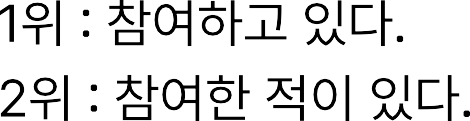 1위 : 참여하고 있다.
2위 : 참여한 적이 있다.